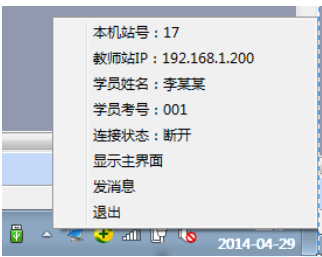 本机站号：17
教师站IP：192.168.1.200
学员姓名：李某某
学员考号：001
连接状态：断开
显示主界面
发消息
退出
2014-04-29